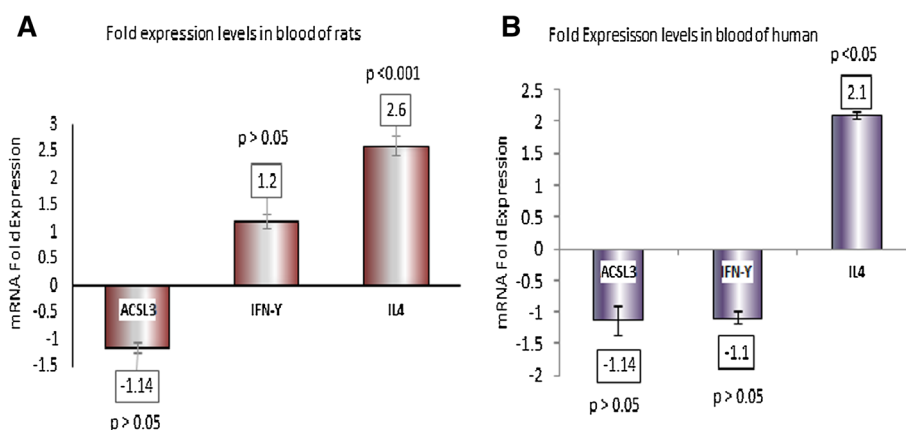 A
Fold expression levels in blood of rats
mRNA Fold Expression
3
2.5
2
1.5
1
0.5
0
-0.5
-1
-1.5
p <0.001
2.6
p > 0.05
1.2
ACSL3
IFN-Y
IL4
-1.14
p > 0.05
B
Fold Expresisson levels in blood of human
mRNA Fold Expression
2.5
2
1.5
1
0.5
0
-0.5
-1
-1.5
-2
p <0.05
2.1
ACSL3
IFN-Y
IL4
-1.14
-1.1
p > 0.05
p > 0.05